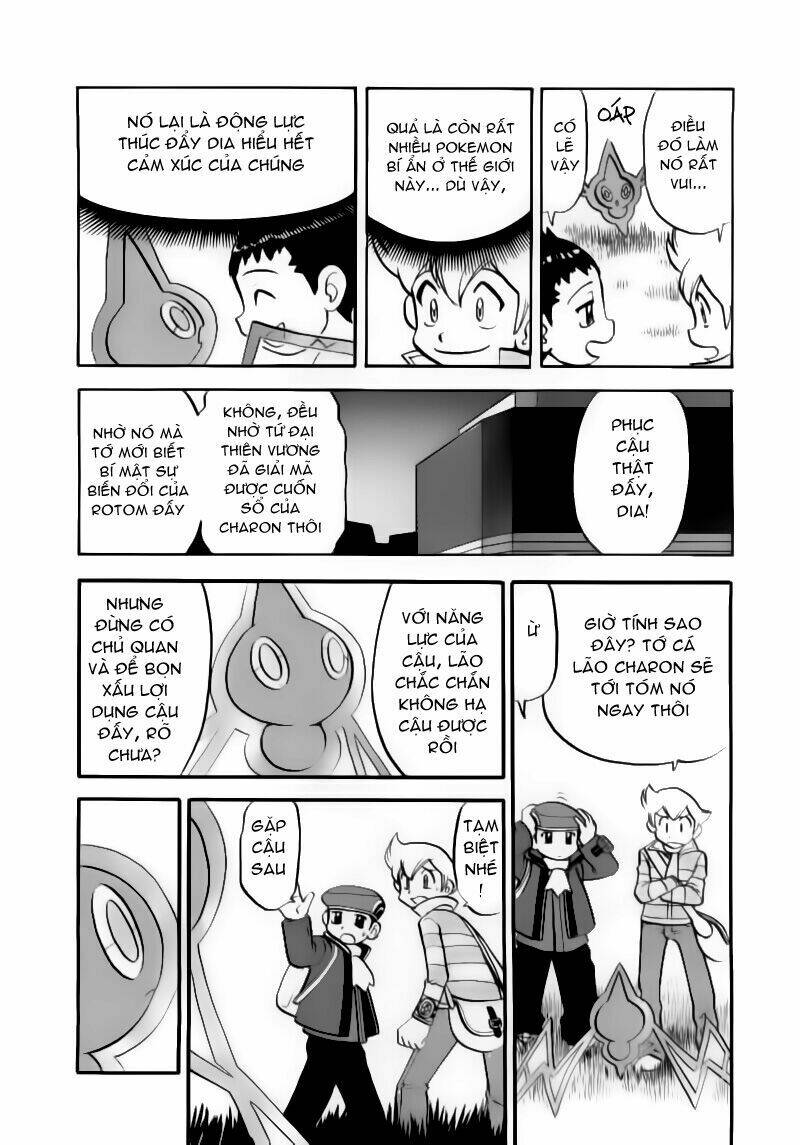 ĐIỀU
ĐÓ LÀM
NÓ RẤT
VUI...
OÁP
CÓ
LẼ
VẬY
QUẢ LÀ CÒN RẤT
NHIỀU POKEMON
BÍ ẨN Ở THẾ GIỚI
NÀY... DÙ VẬY,
NÓ LẠI LÀ ĐỘNG LỰC
THÚC ĐẨY DIA HIỂU HẾT
CẢM XÚC CỦA CHÚNG
PHỤC
CẬU
THẬT
ĐẤY,
DIA!
KHÔNG, ĐỀU
NHỜ TỨ ĐẠI
THIÊN VƯƠNG
ĐÃ GIẢI MÃ
ĐƯỢC CUỐN
SỔ CỦA
CHARON THÔI
NHỜ NÓ MÀ
TỚ MỚI BIẾT
BÍ MẬT SỰ
BIẾN ĐỔI CỦA
ROTOM ĐẤY
GIỜ TÍNH SAO
ĐÂY? TỚ CÁ
LÃO CHARON SẼ
TỚI TÓM NÓ
NGAY THÔI
Ừ
VỚI NĂNG
LỰC CỦA
CẬU, LÃO
CHẮC CHẮN
KHÔNG HẠ
CẬU ĐƯỢC
RỒI
NHƯNG
ĐỪNG CÓ
CHỦ QUAN
VÀ ĐỂ BỌN
XẤU LỢI
DỤNG CẬU
ĐẤY, RÕ
CHƯA?
TẠM
BIỆT
NHÉ
!
GẶP
CẬU
SAU